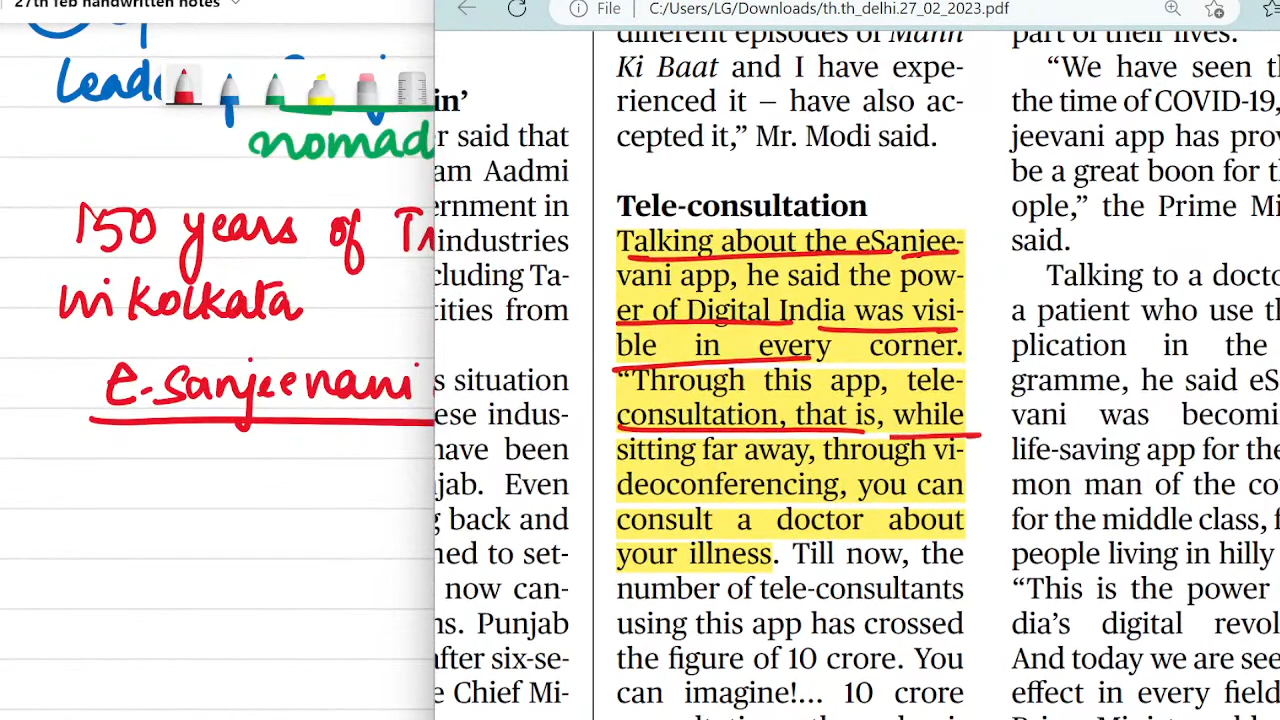 27th feb handwritten notes
File C:/Users/LG/Downloads/th.th_delhi.27_02_2023.pdf
nomad
150 years of Tr
in Kolkata
e-Sanjeevani
in’
r said that
am Aadmi
ernment in
industries
cluding Ta-
tities from
s situation
ese indus-
have been
jab. Even
g back and
ned to set-
now can-
ns. Punjab
after six-se-
e Chief Mi-
different episodes of Mann
Ki Baat and I have expe-
rienced it – have also ac-
cepted it,” Mr. Modi said.
Tele-consultation
Talking about the eSanjee-
vani app, he said the pow-
er of Digital India was visi-
ble in every corner.
“Through this app, tele-
consultation, that is, while
sitting far away, through vi-
deoconferencing, you can
consult a doctor about
your illness. Till now, the
number of tele-consultants
using this app has crossed
the figure of 10 crore. You
can imagine!... 10 crore
part of their lives.
“We have seen th
the time of COVID-19,
jeevani app has prov
be a great boon for th
ople,” the Prime Mi
said.
Talking to a docto
a patient who use th
plication in the
gramme, he said eS
vani was becomi
life-saving app for the
mon man of the co
for the middle class, f
people living in hilly
“This is the power
dia’s digital revol
And today we are see
effect in every field